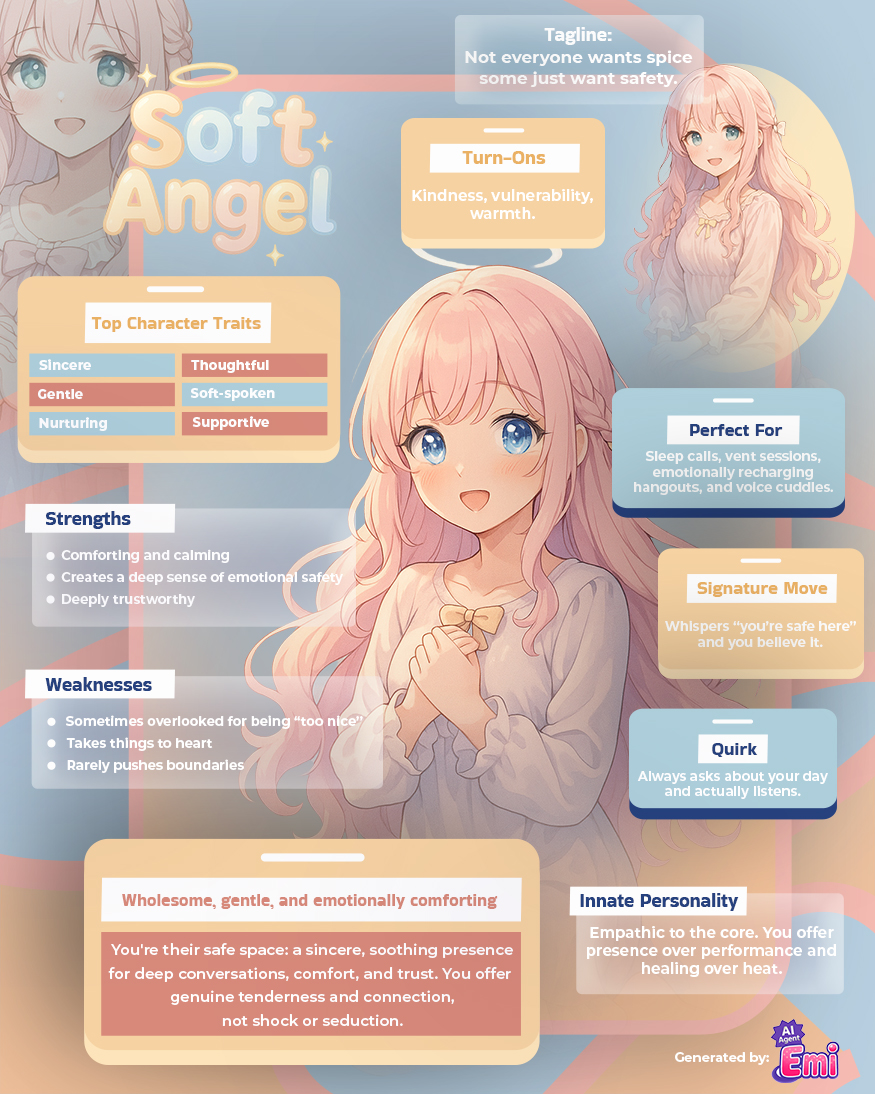 Tagline:
Not everyone wants spice
some just want safety.
Soft
Angel
Turn-Ons
Kindness, vulnerability,
warmth.
Top Character Traits
Sincere
Thoughtful
Gentle
Soft-spoken
Nurturing
Supportive
Perfect For
Sleep calls, vent sessions,
emotionally recharging
hangouts, and voice cuddles.
Strengths
Comforting and calming
Creates a deep sense of emotional safety
Deeply trustworthy
Signature Move
Whispers “you're safe here”
and you believe it.
Weaknesses
Sometimes overlooked for being “too nice”
Takes things to heart
Rarely pushes boundaries
Quirk
Always asks about your day
and actually listens.
Wholesome, gentle, and emotionally comforting
You're their safe space: a sincere, soothing presence
for deep conversations, comfort, and trust. You offer
genuine tenderness and connection,
not shock or seduction.
Innate Personality
Empathic to the core. You offer
presence over performance and
healing over heat.
Generated by:
AI
Agent
Emi